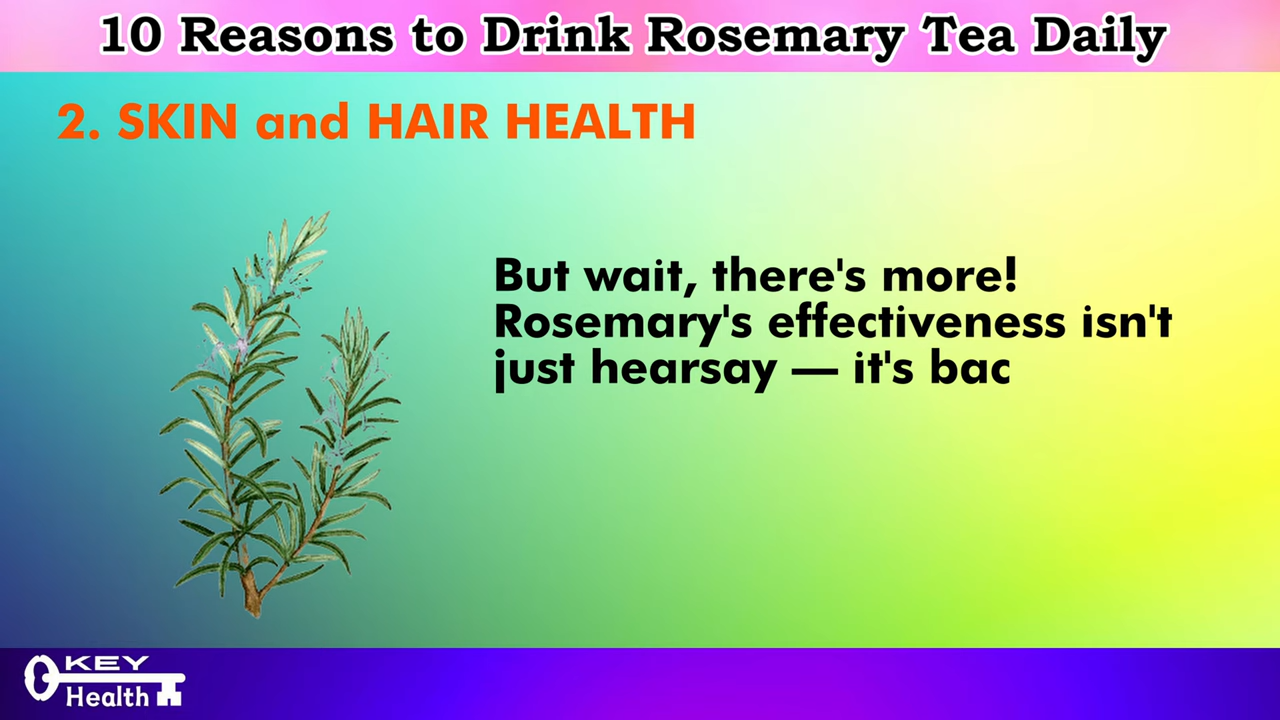 10 Reasons to Drink Rosemary Tea Daily
2. SKIN and HAIR HEALTH
But wait, there's more!
Rosemary's effectiveness isn't
just hearsay — it's bac
KEY
Health